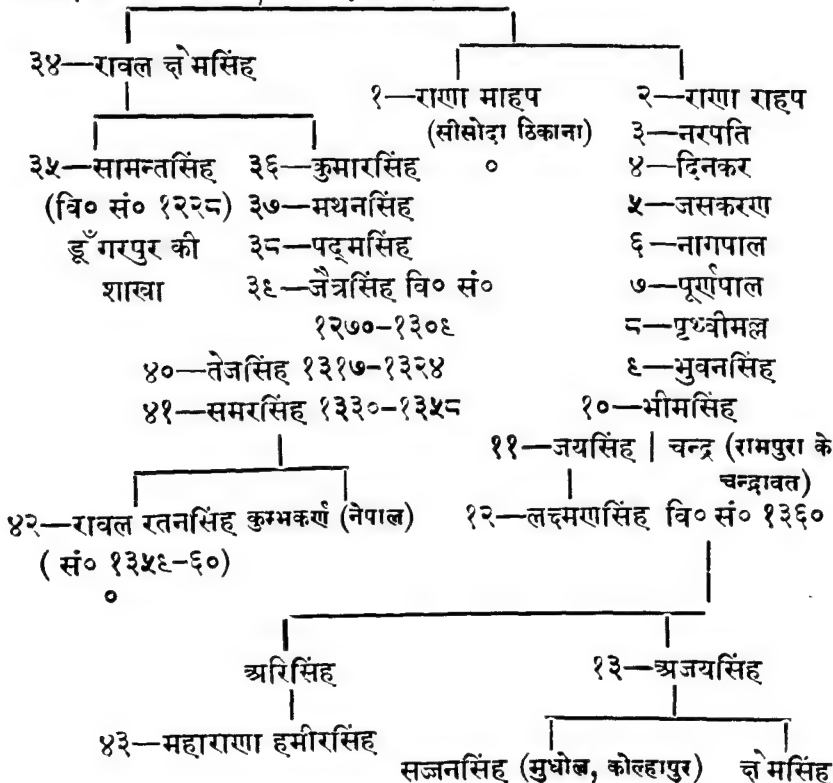 ३४—रावल क्षेमसिंह
१—राणा माहप २—राणा राहप
(सीसोदा ठिकाना) ३—नरपति
३५—सामन्तसिंह ३६—कुमारसिंह ० ४—दिनकर
(वि० सं० १२२८) ३७—मथनसिंह ५—जसकरण
डूँगरपुर की ३८—पद्मसिंह ६—नागपाल
शाखा ३९—जैत्रसिंह वि० सं० ७—पूर्णपाल
१२७०-१३०९ ८—पृथ्वीमल्ल
४०—तेजसिंह १३१७-१३२४ ९—भुवनसिंह
४१—समरसिंह १३३०-१३५८ १०—भीमसिंह
११—जयसिंह | चन्द्र (रामपुरा के
चन्द्रावत)
४२—रावल रतनसिंह कुम्भकर्ण (नेपाल) १२—लक्ष्मणसिंह वि० सं० १३६०
( सं० १३५९-६०)
०
अरिसिंह १३—अजयसिंह
४३—महाराणा हमीरसिंह
सज्जनसिंह (मुधोल, कोल्हापुर) क्षेमसिंह